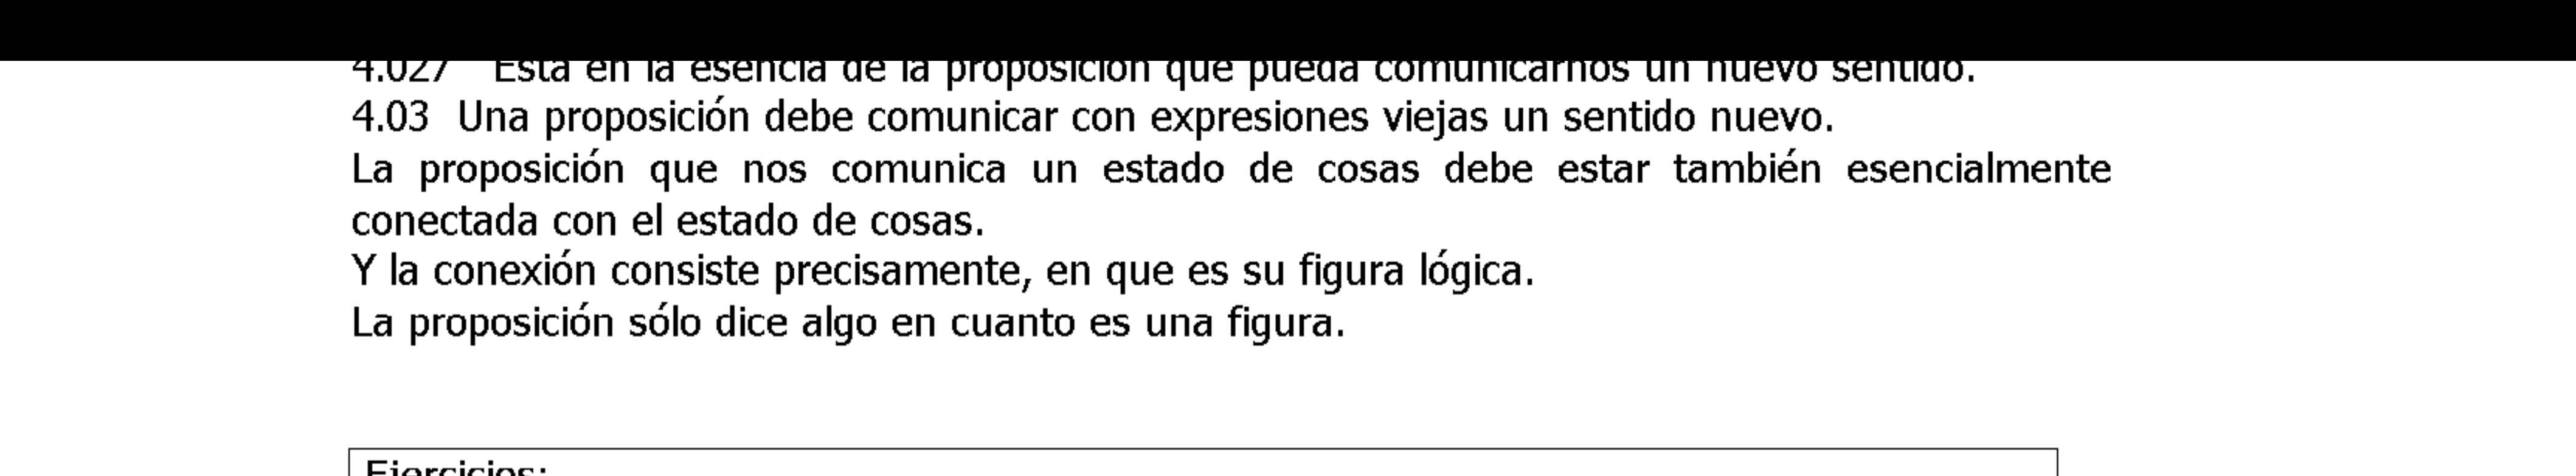 4.027 Está en la esencia de la proposición que pueda comunicarnos un nuevo sentido.
4.03 Una proposición debe comunicar con expresiones viejas un sentido nuevo.
La proposición que nos comunica un estado de cosas debe estar también esencialmente
conectada con el estado de cosas.
Y la conexión consiste precisamente, en que es su figura lógica.
La proposición sólo dice algo en cuanto es una figura.
Ejercicios: